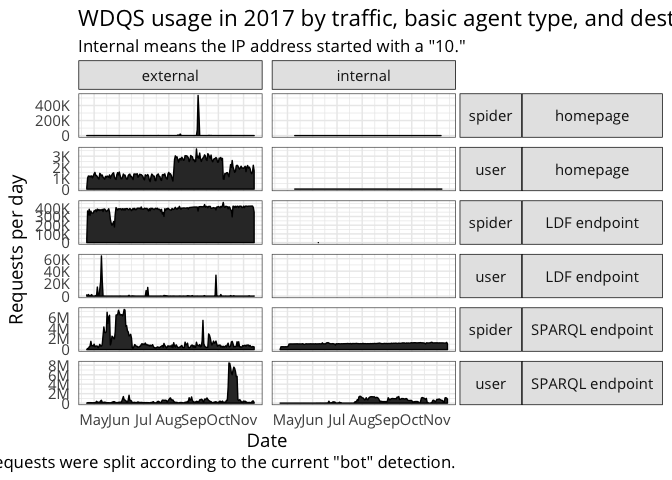 WDQS usage in 2017 by traffic, basic agent type, and dest
Internal means the IP address started with a "10."
external internal
400K
200K
0
spider homepage
3K
2K
1K
0
user homepage
400K
300K
200K
100K
0
spider LDF endpoint
60K
40K
20K
0
user LDF endpoint
6M
4M
2M
0
spider SPARQL endpoint
8M
6M
4M
2M
0
user SPARQL endpoint
Requests per day
May Jun Jul Aug Sep Oct Nov May Jun Jul Aug Sep Oct Nov
Date
equests were split according to the current "bot" detection.